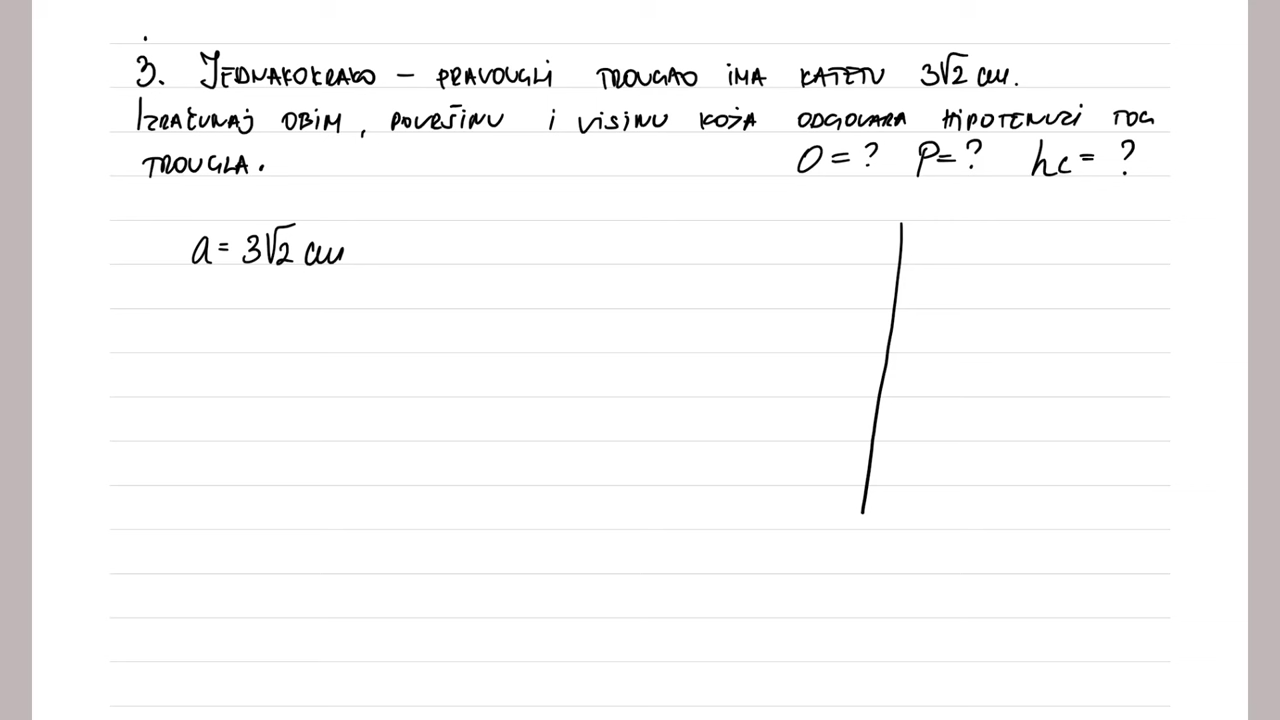 3. JEDNAKOKRAKO - PRAVOUGLI TROUGAO IMA KATETU 3√2 cm.
IZRAČUNAJ OBIM, POVRŠINU I VISINU KOJA ODGOVARA HIPOTENUZI TOG
TROUGLA. O = ? P = ? hc = ?
a = 3√2 cm